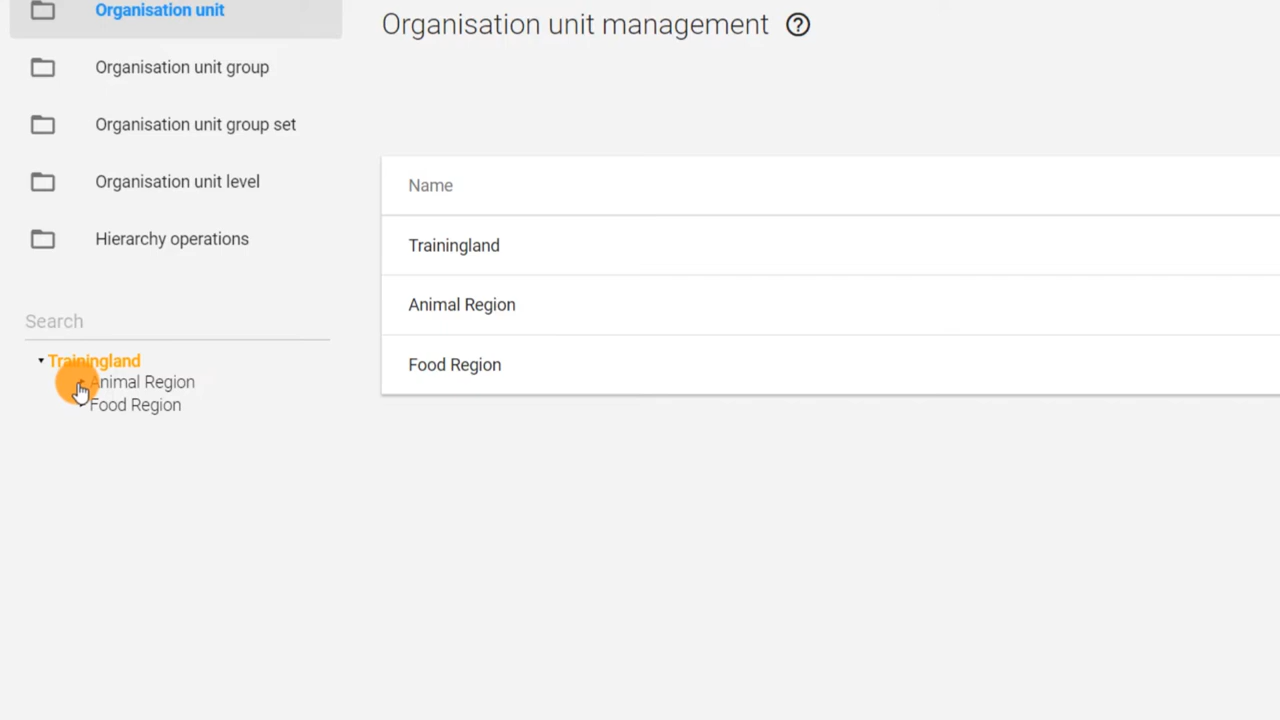 Organisation unit
Organisation unit group
Organisation unit group set
Organisation unit level
Hierarchy operations
Search
Trainingland
Animal Region
Food Region
Organisation unit management
Name
Trainingland
Animal Region
Food Region